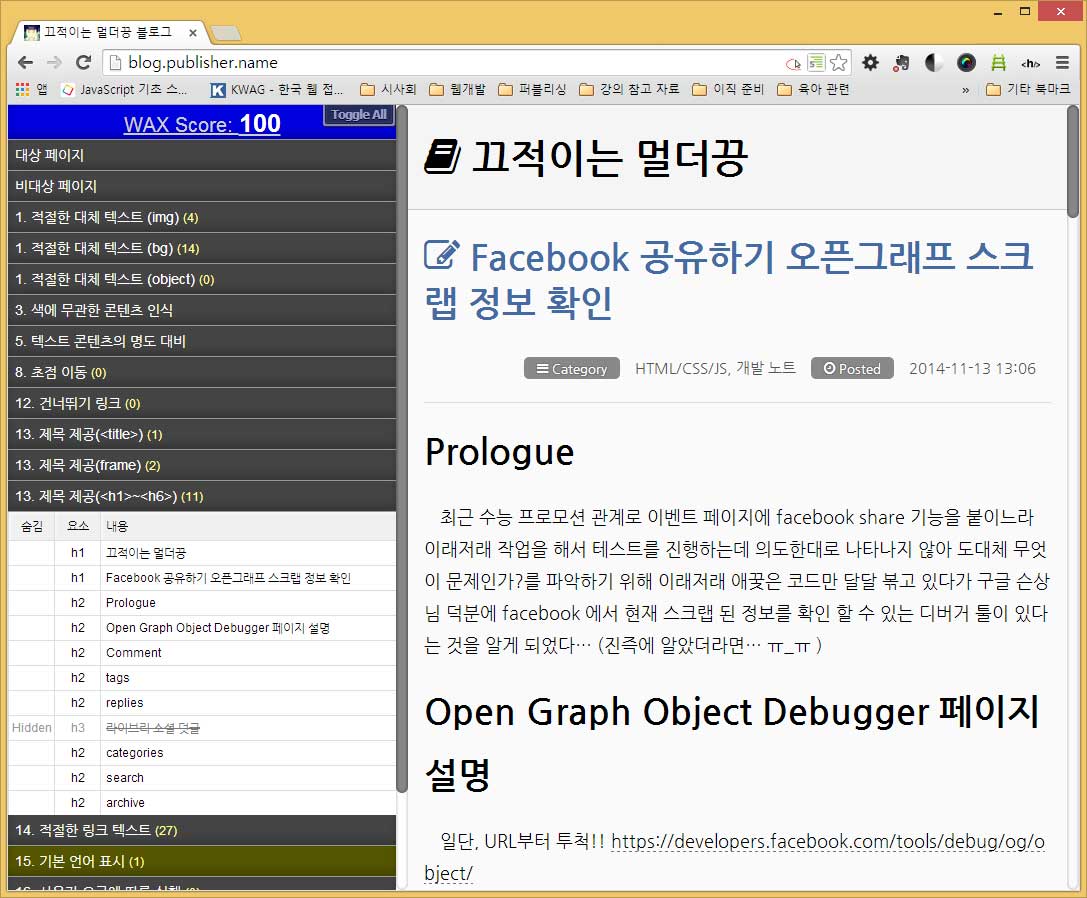 끄적이는 멀더끙 블로그
blog.publisher.name
앱 JavaScript 기초 스... KWAG - 한국 웹 접... 시사회 웹개발 퍼블리싱 강의 참고 자료 이직 준비 육아 관련 » 기타 북마크
WAX Score: 100 Toggle All
대상 페이지
비대상 페이지
1. 적절한 대체 텍스트 (img) (4)
1. 적절한 대체 텍스트 (bg) (14)
1. 적절한 대체 텍스트 (object) (0)
3. 색에 무관한 콘텐츠 인식
5. 텍스트 콘텐츠의 명도 대비
8. 초점 이동 (0)
12. 건너뛰기 링크 (0)
13. 제목 제공(<title>) (1)
13. 제목 제공(frame) (2)
13. 제목 제공(<h1>~<h6>) (11)
숨김 요소 내용
h1 끄적이는 멀더끙
h1 Facebook 공유하기 오픈그래프 스크랩 정보 확인
h2 Prologue
h2 Open Graph Object Debugger 페이지 설명
h2 Comment
h2 tags
h2 replies
Hidden h3 라이브리 소셜 댓글
h2 categories
h2 search
h2 archive
14. 적절한 링크 텍스트 (27)
15. 기본 언어 표시 (1)
끄적이는 멀더끙
Facebook 공유하기 오픈그래프 스크
랩 정보 확인
Category HTML/CSS/JS, 개발 노트 Posted 2014-11-13 13:06
Prologue
최근 수능 프로모션 관계로 이벤트 페이지에 facebook share 기능을 붙이느라
이래저래 작업을 해서 테스트를 진행하는데 의도한대로 나타나지 않아 도대체 무엇
이 문제인가?를 파악하기 위해 이래저래 애꿎은 코드만 달달 볶고 있다가 구글 슨상
님 덕분에 facebook 에서 현재 스크랩 된 정보를 확인 할 수 있는 디버거 툴이 있다
는 것을 알게 되었다… (진즉에 알았더라면… ㅠ_ㅠ )
Open Graph Object Debugger 페이지
설명
일단, URL부터 투척!! https://developers.facebook.com/tools/debug/og/o
bject/